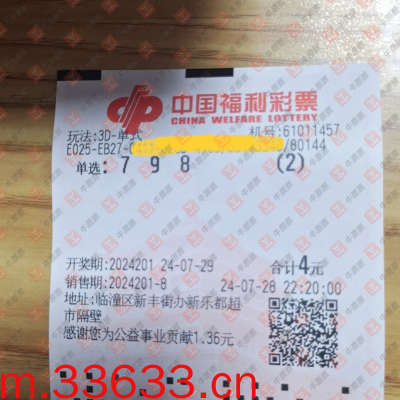 中国福利彩票
CHINA WELFARE LOTTERY
玩法:3D-单式
机号:61011457
E025-EB27- /80144
单选: 7 9 8 (2)
开奖期:2024201 24-07-29 合计4元
销售期:2024201-8 24-07-28 22:20:00
地址:临潼区新丰街办新乐都超
市隔壁
感谢您为公益事业贡献1.36元
m.33633.cn